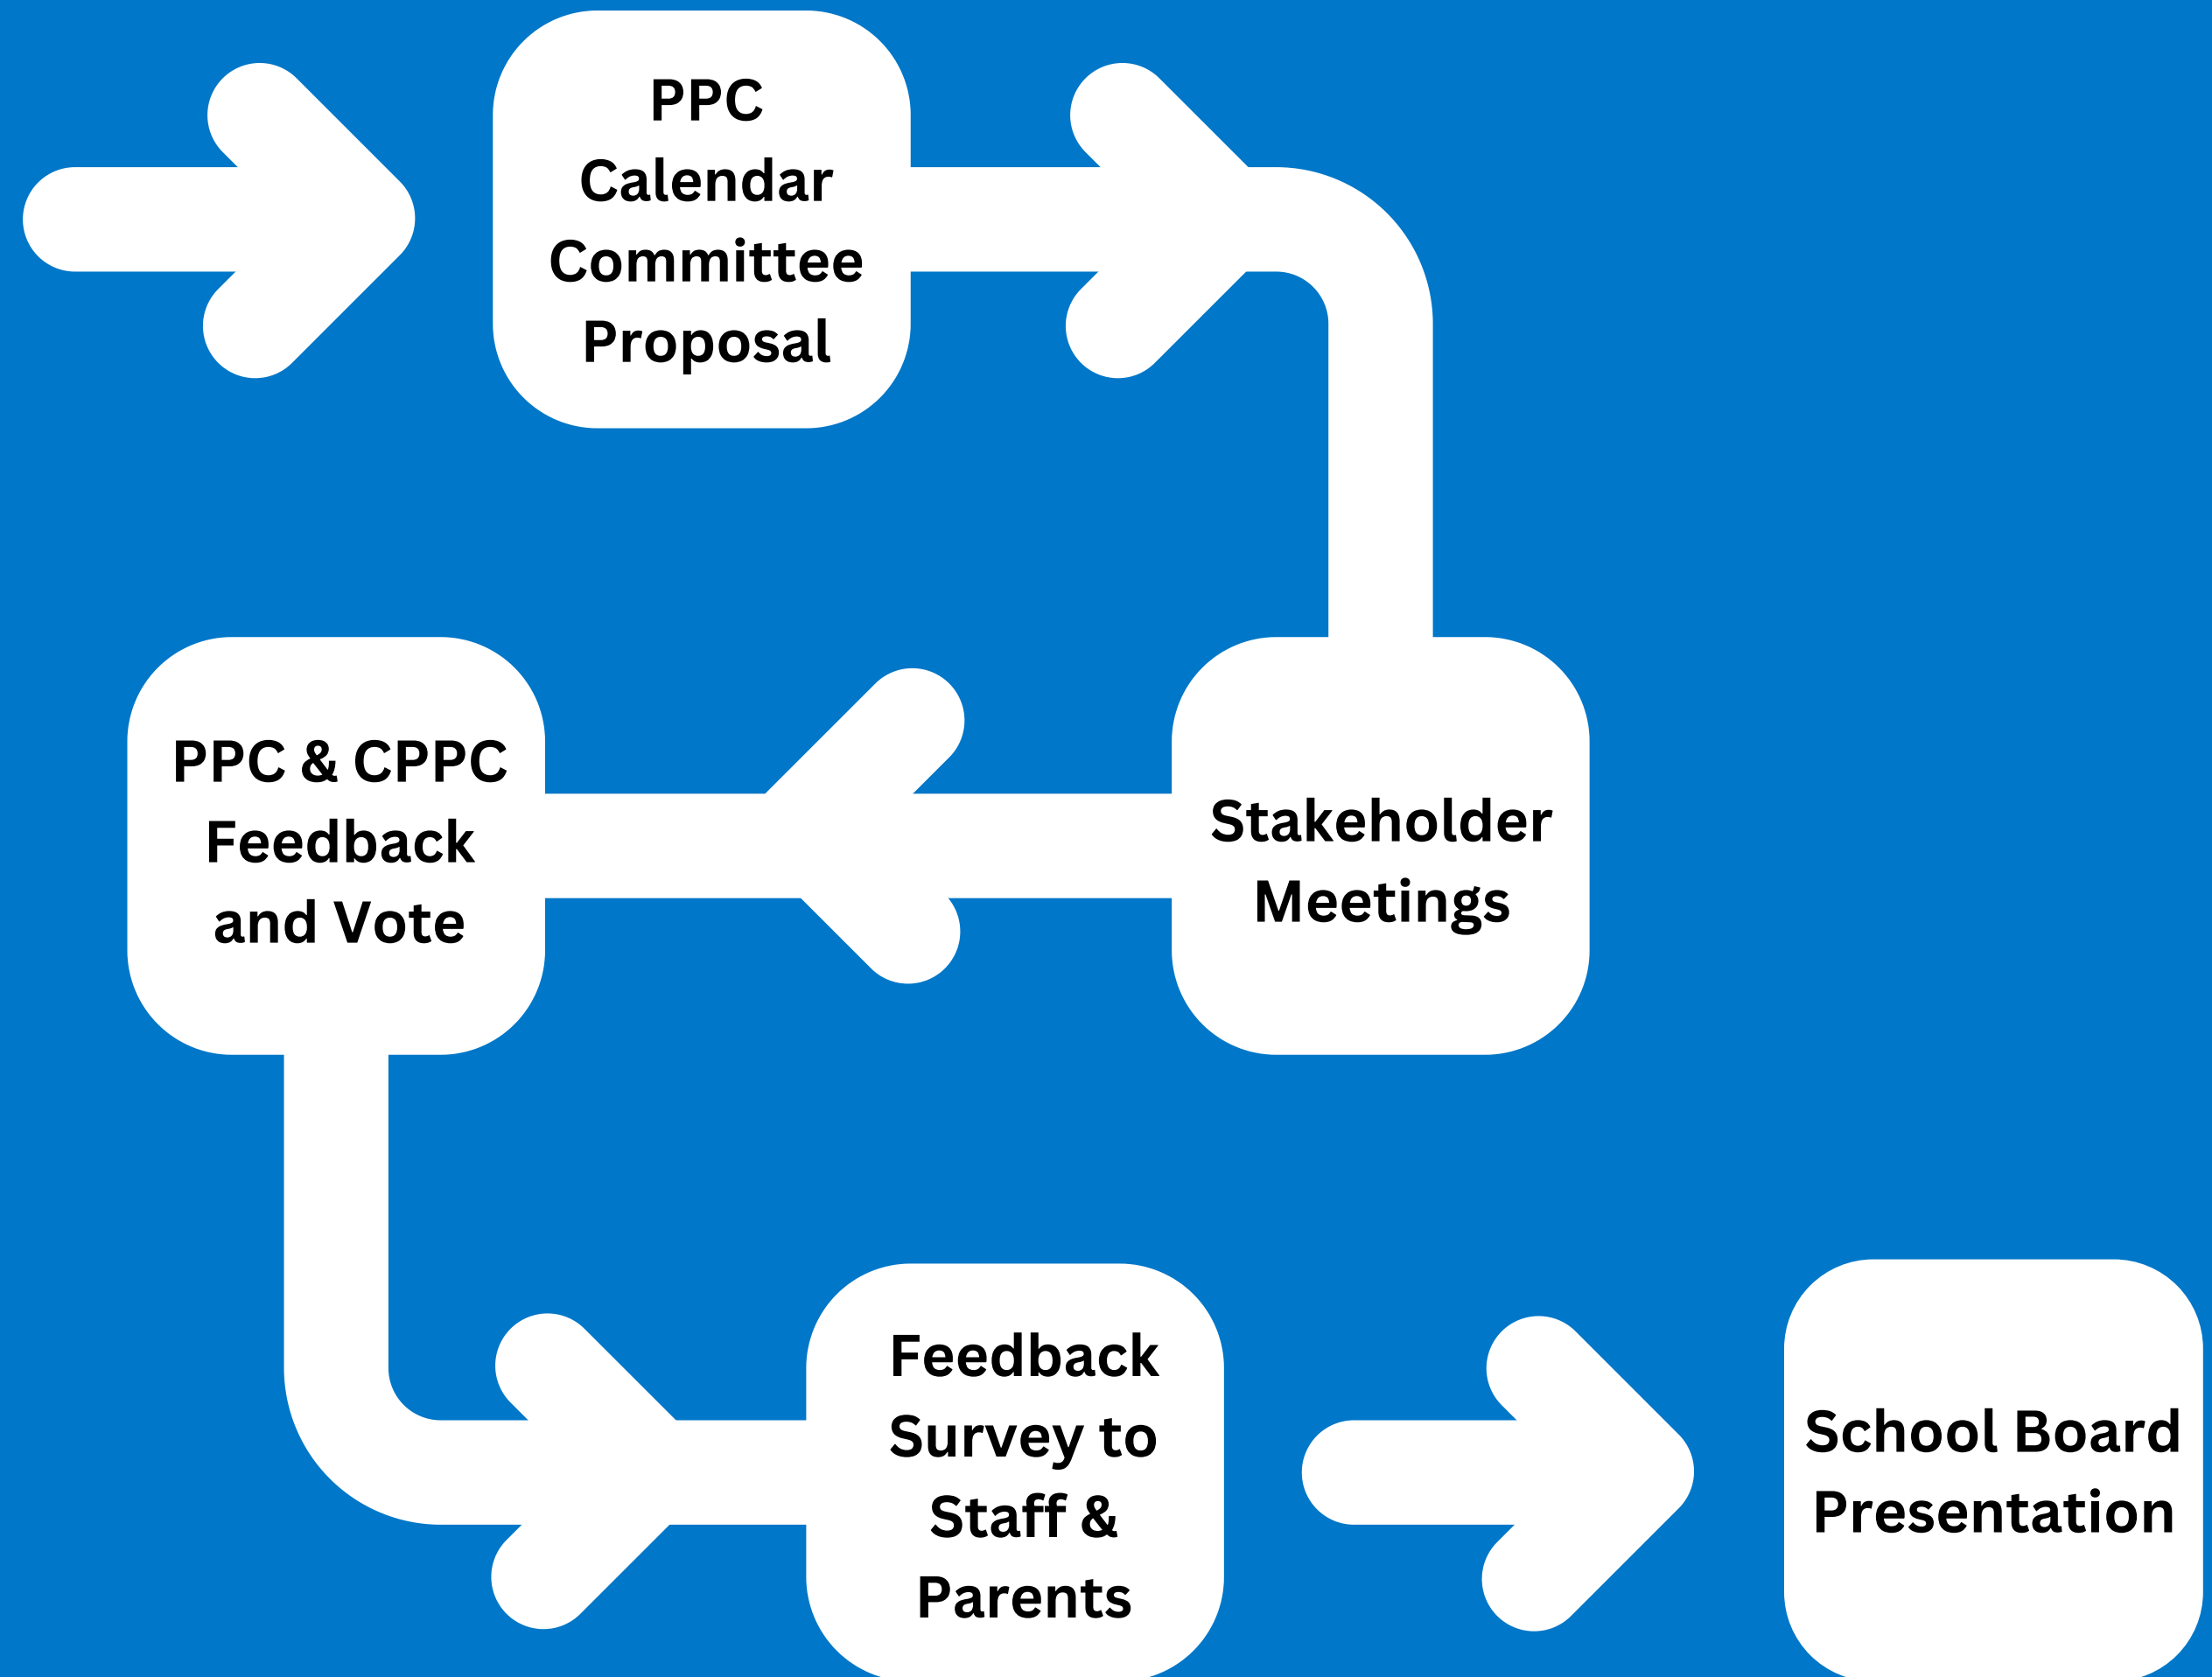 PPC
Calendar
Committee
Proposal
Stakeholder
Meetings
PPC & CPPC
Feedback
and Vote
Feedback
Survey to
Staff &
Parents
School Board
Presentation